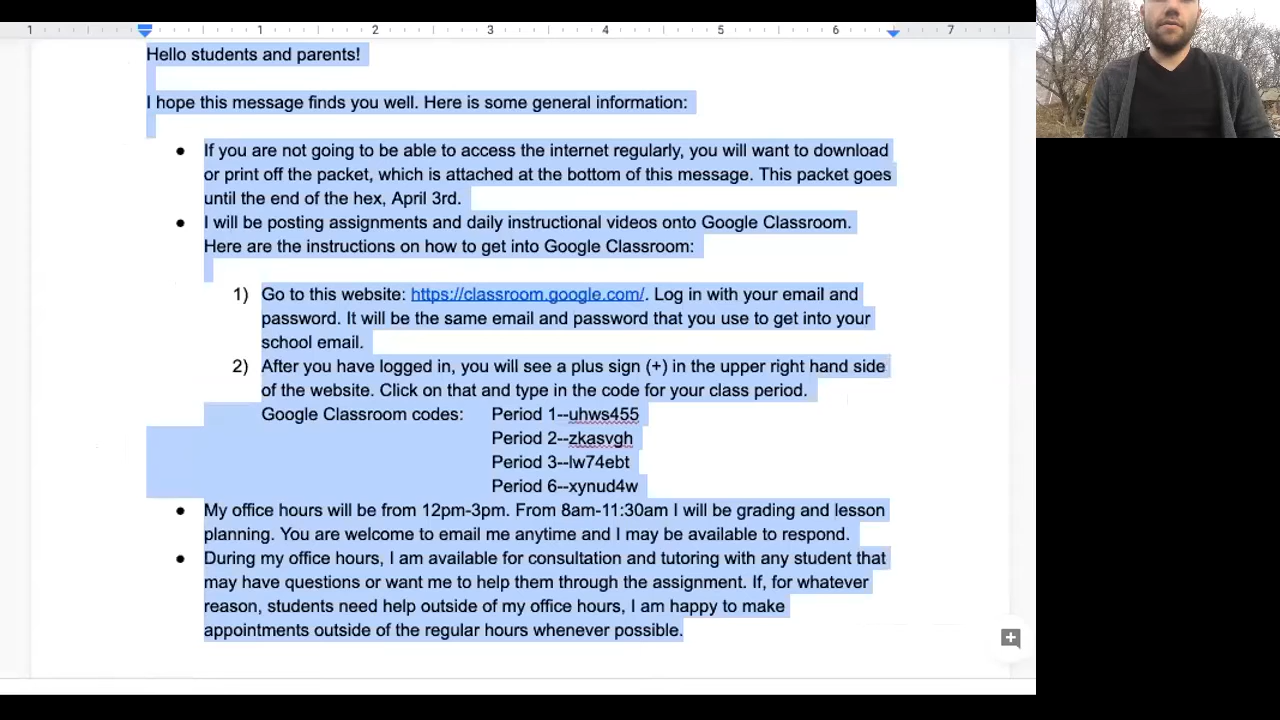 1 1 2 3 4 5 6 7
Hello students and parents!
I hope this message finds you well. Here is some general information:
● If you are not going to be able to access the internet regularly, you will want to download
or print off the packet, which is attached at the bottom of this message. This packet goes
until the end of the hex, April 3rd.
● I will be posting assignments and daily instructional videos onto Google Classroom.
Here are the instructions on how to get into Google Classroom:
1) Go to this website: https://classroom.google.com/. Log in with your email and
password. It will be the same email and password that you use to get into your
school email.
2) After you have logged in, you will see a plus sign (+) in the upper right hand side
of the website. Click on that and type in the code for your class period.
Google Classroom codes: Period 1--uhws455
Period 2--zkasvgh
Period 3--lw74ebt
Period 6--xynud4w
● My office hours will be from 12pm-3pm. From 8am-11:30am I will be grading and lesson
planning. You are welcome to email me anytime and I may be available to respond.
● During my office hours, I am available for consultation and tutoring with any student that
may have questions or want me to help them through the assignment. If, for whatever
reason, students need help outside of my office hours, I am happy to make
appointments outside of the regular hours whenever possible.